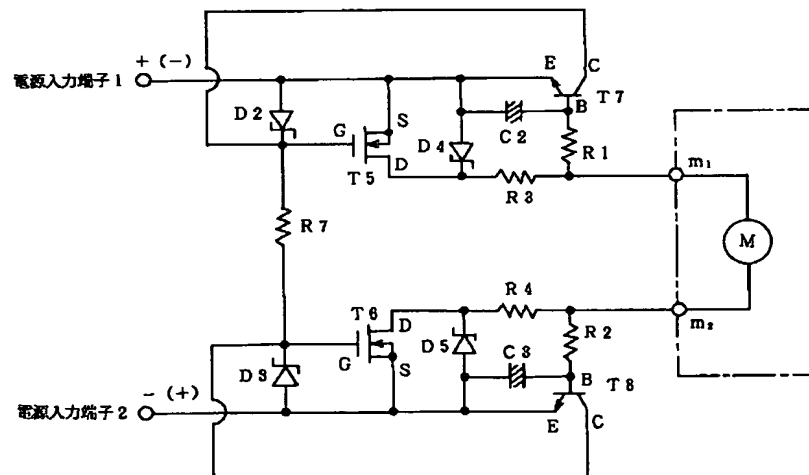 + (-)
電源入力端子1
E
C
B
T7
D2
G
S
D
T5
D4
C2
R1
R3
m₁
M
R7
R4
m₂
T6
D
G
S
D5
C3
R2
D3
B
T8
- (+)
電源入力端子2
E
C